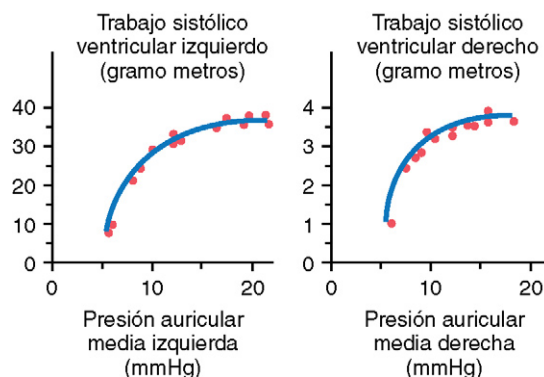 Trabajo sistólico
ventricular izquierdo
(gramo metros)
40
30
20
10
0
0 10 20
Presión auricular
media izquierda
(mmHg)
Trabajo sistólico
ventricular derecho
(gramo metros)
4
3
2
1
0
0 10 20
Presión auricular
media derecha
(mmHg)